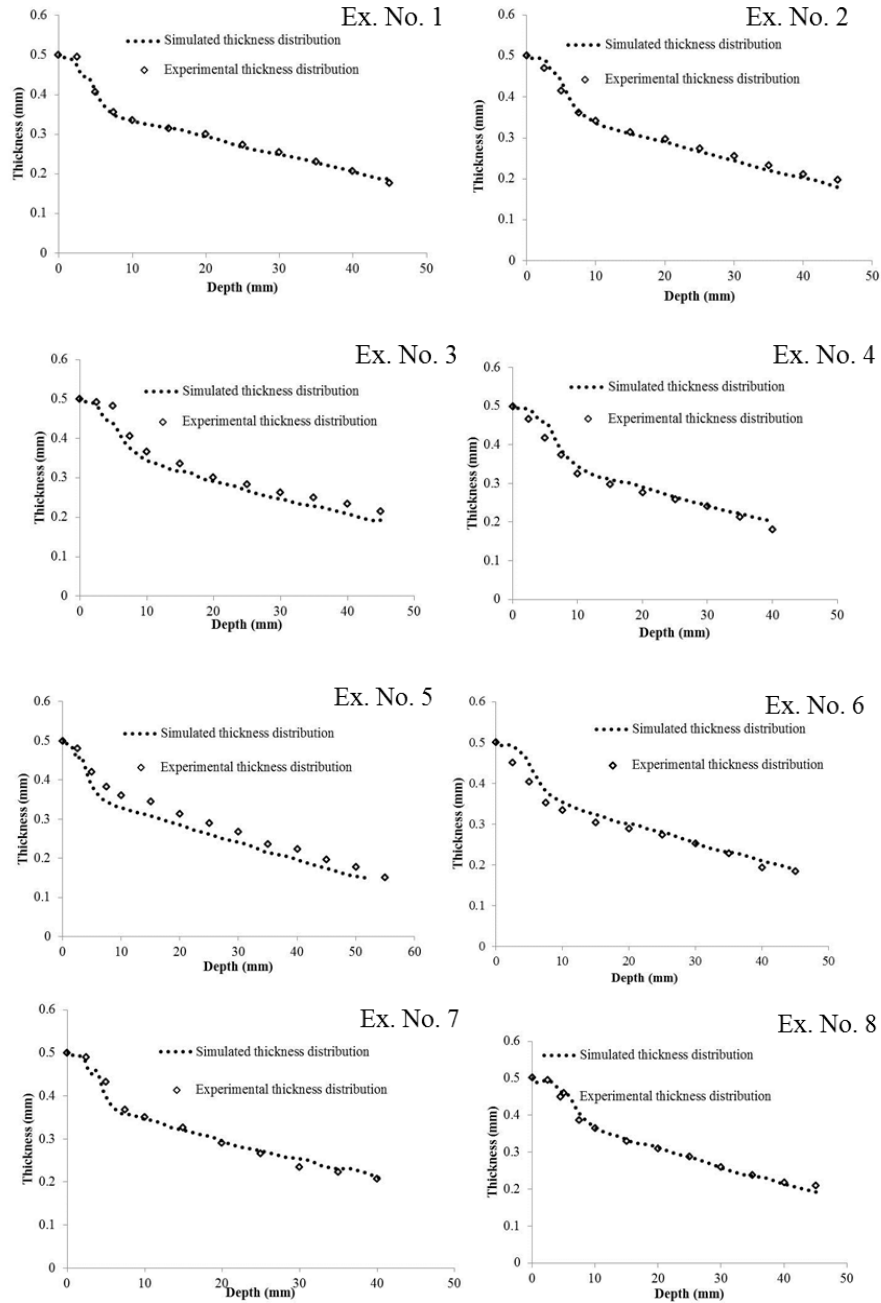 Ex. No. 1
Simulated thickness distribution
Experimental thickness distribution
Thickness (mm)
0.6
0.5
0.4
0.3
0.2
0.1
0
0 10 20 30 40 50
Depth (mm)
Ex. No. 2
Simulated thickness distribution
Experimental thickness distribution
Thickness (mm)
0.6
0.5
0.4
0.3
0.2
0.1
0
0 10 20 30 40 50
Depth (mm)
Ex. No. 3
Simulated thickness distribution
Experimental thickness distribution
Thickness (mm)
0.6
0.5
0.4
0.3
0.2
0.1
0
0 10 20 30 40 50
Depth (mm)
Ex. No. 4
Simulated thickness distribution
Experimental thickness distribution
Thickness (mm)
0.6
0.5
0.4
0.3
0.2
0.1
0
0 10 20 30 40 50
Depth (mm)
Ex. No. 5
Simulated thickness distribution
Experimental thickness distribution
Thickness (mm)
0.6
0.5
0.4
0.3
0.2
0.1
0
0 10 20 30 40 50 60
Depth (mm)
Ex. No. 6
Simulated thickness distribution
Experimental thickness distribution
Thickness (mm)
0.6
0.5
0.4
0.3
0.2
0.1
0
0 10 20 30 40 50
Depth (mm)
Ex. No. 7
Simulated thickness distribution
Experimental thickness distribution
Thickness (mm)
0.6
0.5
0.4
0.3
0.2
0.1
0
0 10 20 30 40 50
Depth (mm)
Ex. No. 8
Simulated thickness distribution
Experimental thickness distribution
Thickness (mm)
0.6
0.5
0.4
0.3
0.2
0.1
0
0 10 20 30 40 50
Depth (mm)